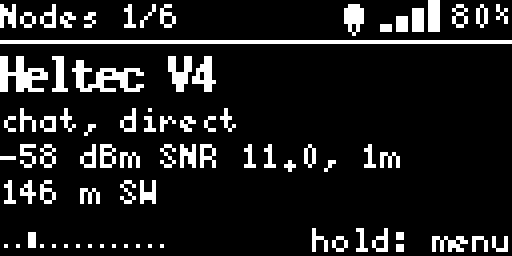 Nodes 1/6 80%
Heltec V4
chat, direct
-58 dBm SNR 11.0, 1m
146 m SW
hold: menu